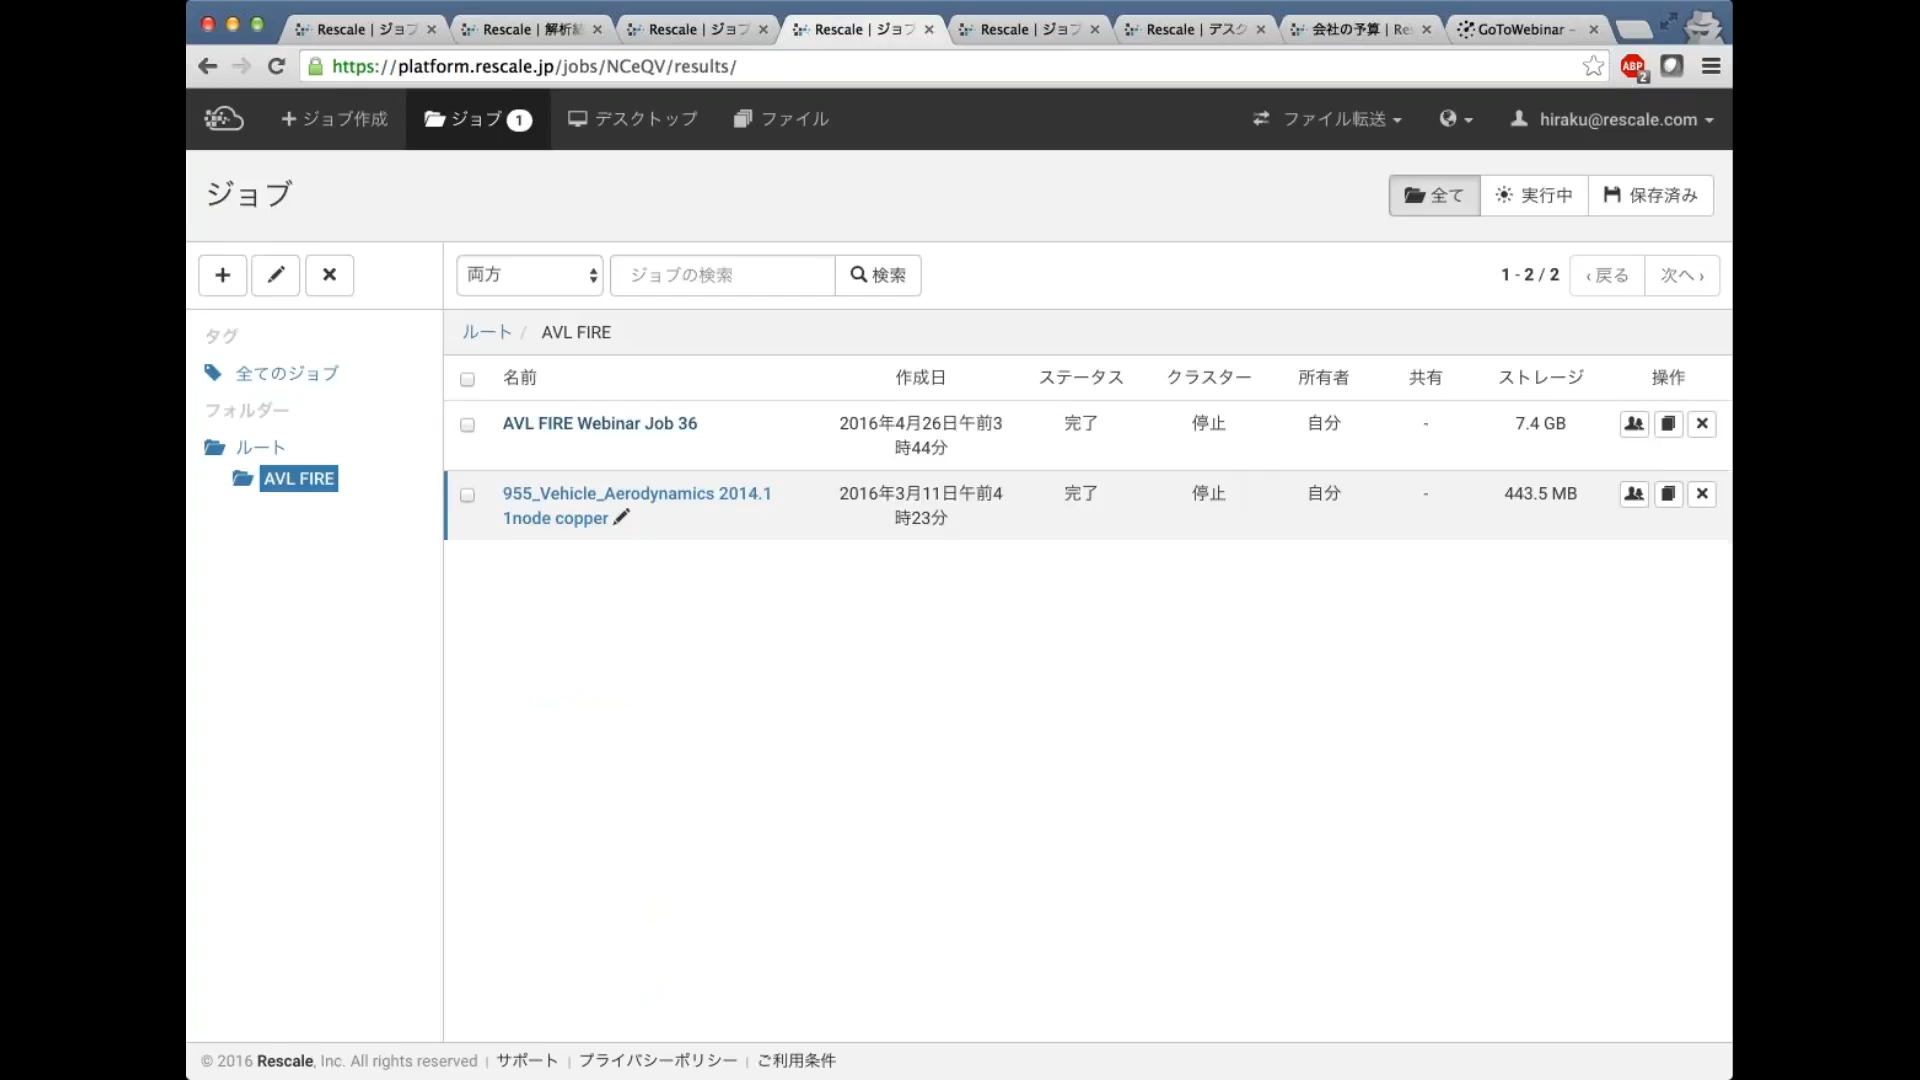 Rescale | ジョブ
Rescale | 解析結
Rescale | ジョブ
Rescale | ジョブ
Rescale | ジョブ
Rescale | デスク
会社の予算 | Re
GoToWebinar –
https://platform.rescale.jp/jobs/NCeQV/results/
ABP
2
ジョブ作成
ジョブ 1
デスクトップ
ファイル
ファイル転送
hiraku@rescale.com
ジョブ
全て
実行中
保存済み
両方
ジョブの検索
検索
1 - 2 / 2
‹ 戻る
次へ ›
タグ
全てのジョブ
フォルダー
ルート
AVL FIRE
ルート / AVL FIRE
名前 作成日 ステータス クラスター 所有者 共有 ストレージ 操作
AVL FIRE Webinar Job 36 2016年4月26日午前3 完了 停止 自分 - 7.4 GB
時44分
955_Vehicle_Aerodynamics 2014.1 2016年3月11日午前4 完了 停止 自分 - 443.5 MB
1node copper 時23分
© 2016 Rescale, Inc. All rights reserved | サポート | プライバシーポリシー | ご利用条件